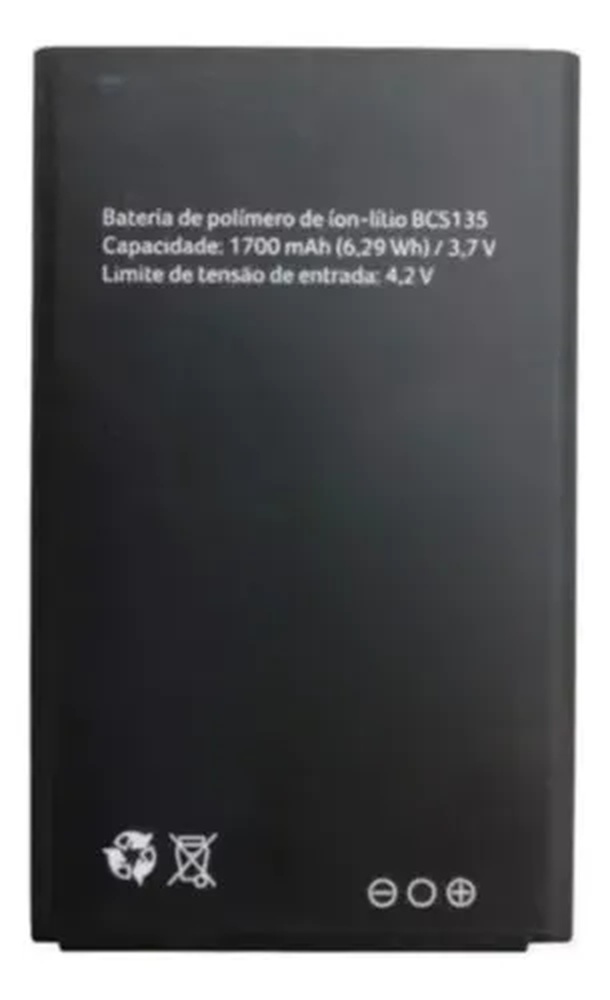 Bateria de polímero de íon-lítio BCS135
Capacidade: 1700 mAh (6,29 Wh) / 3,7 V
Limite de tensão de entrada: 4,2 V